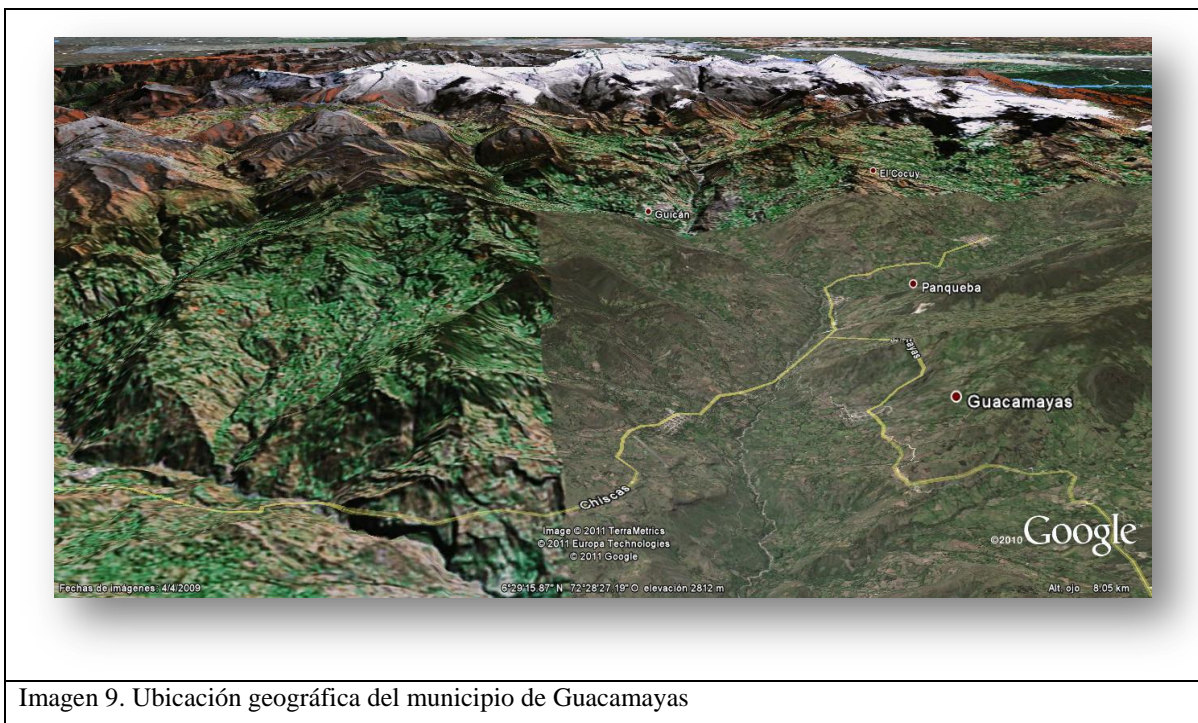 El Cocuy
Guicán
Panqueba
Guacamayas
Chiscas
Image © 2011 TerraMetrics
© 2011 Europa Technologies
© 2011 Google
©2010 Google
Fechas de imágenes: 4/4/2009
6°29'15.87" N 72°28'27.19" O elevación 2812 m
Alt. ojo 8.05 km
Imagen 9. Ubicación geográfica del municipio de Guacamayas